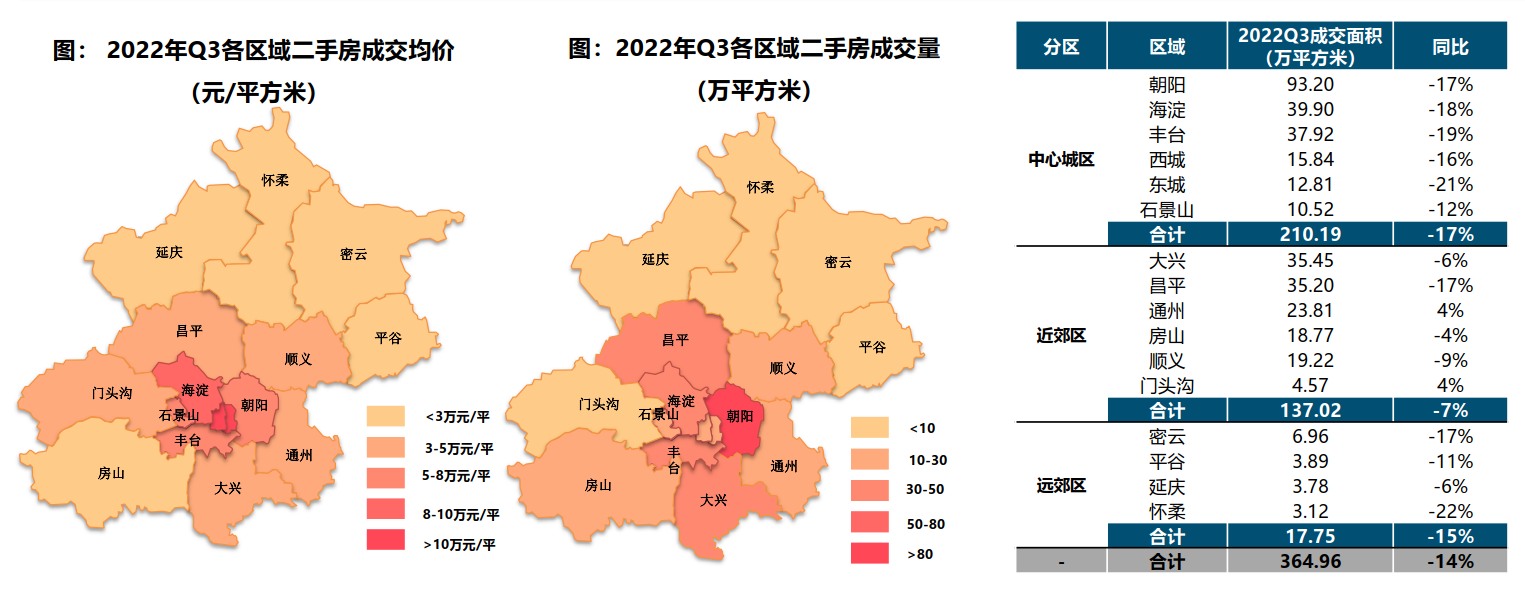 图： 2022年Q3各区域二手房成交均价
（元/平方米）
怀柔
延庆
密云
昌平
平谷
顺义
门头沟
海淀
朝阳
石景山
丰台
通州
房山
大兴
<3万元/平
3-5万元/平
5-8万元/平
8-10万元/平
>10万元/平
图：2022年Q3各区域二手房成交量
（万平方米）
怀柔
延庆
密云
昌平
平谷
顺义
门头沟
海淀
石景山
朝阳
丰
台
通州
房山
大兴
<10
10-30
30-50
50-80
>80
分区 区域 2022Q3成交面积
（万平方米） 同比
中心城区
朝阳 93.20 -17%
海淀 39.90 -18%
丰台 37.92 -19%
西城 15.84 -16%
东城 12.81 -21%
石景山 10.52 -12%
合计 210.19 -17%
近郊区
大兴 35.45 -6%
昌平 35.20 -17%
通州 23.81 4%
房山 18.77 -4%
顺义 19.22 -9%
门头沟 4.57 4%
合计 137.02 -7%
远郊区
密云 6.96 -17%
平谷 3.89 -11%
延庆 3.78 -6%
怀柔 3.12 -22%
合计 17.75 -15%
- 合计 364.96 -14%